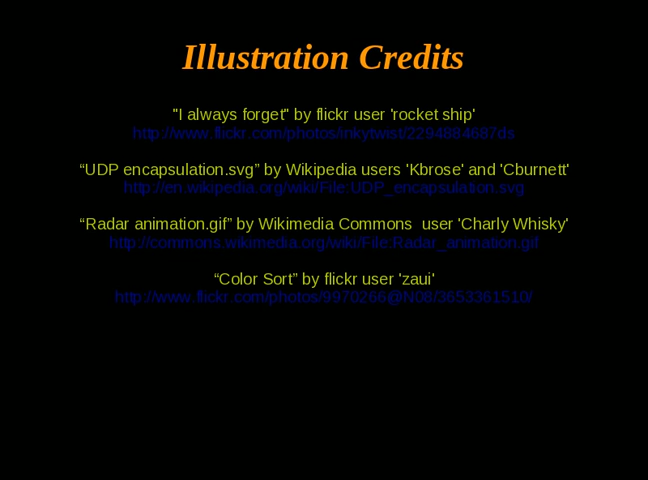 Illustration Credits
"I always forget" by flickr user 'rocket ship'
http://www.flickr.com/photos/inkytwist/2294884687ds
“UDP encapsulation.svg” by Wikipedia users 'Kbrose' and 'Cburnett'
http://en.wikipedia.org/wiki/File:UDP_encapsulation.svg
“Radar animation.gif” by Wikimedia Commons  user 'Charly Whisky'
http://commons.wikimedia.org/wiki/File:Radar_animation.gif
“Color Sort” by flickr user 'zaui'
http://www.flickr.com/photos/9970266@N08/3653361510/